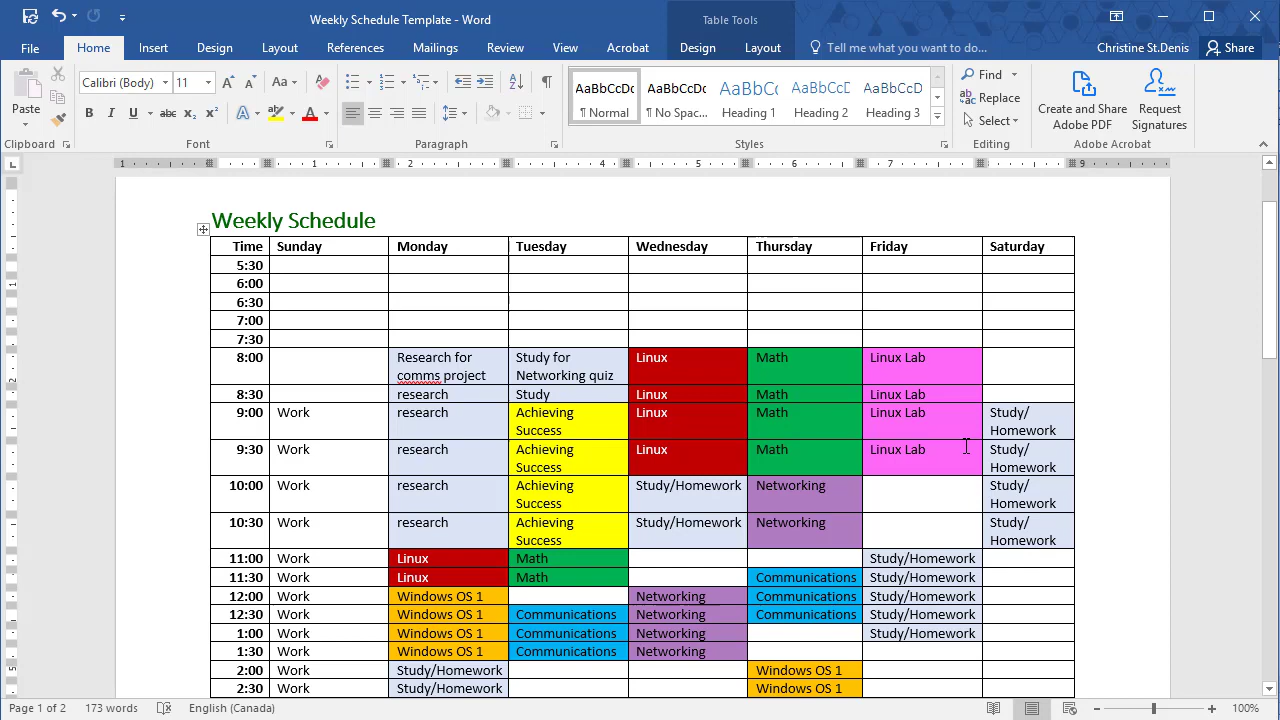 Weekly Schedule Template - Word
Table Tools
File Home Insert Design Layout References Mailings Review View Acrobat Design Layout Tell me what you want to do... Christine St.Denis Share
Paste
Calibri (Body) 11
AaBbCcDc AaBbCcDc AaBbCc AaBbCcC AaBbCcD
¶ Normal ¶ No Spac... Heading 1 Heading 2 Heading 3
Find
Replace
Select
Create and Share
Adobe PDF
Request
Signatures
Clipboard Font Paragraph Styles Editing Adobe Acrobat
1 1 2 4 5 6 7 9
Weekly Schedule
Time Sunday Monday Tuesday Wednesday Thursday Friday Saturday
5:30
6:00
6:30
7:00
7:30
8:00 Research for comms project Study for Networking quiz Linux Math Linux Lab
8:30 research Study Linux Math Linux Lab
9:00 Work research Achieving Success Linux Math Linux Lab Study/ Homework
9:30 Work research Achieving Success Linux Math Linux Lab Study/ Homework
10:00 Work research Achieving Success Study/Homework Networking Study/ Homework
10:30 Work research Achieving Success Study/Homework Networking Study/ Homework
11:00 Work Linux Math Study/Homework
11:30 Work Linux Math Communications Study/Homework
12:00 Work Windows OS 1 Networking Communications Study/Homework
12:30 Work Windows OS 1 Communications Networking Communications Study/Homework
1:00 Work Windows OS 1 Communications Networking Study/Homework
1:30 Work Windows OS 1 Communications Networking
2:00 Work Study/Homework Windows OS 1
2:30 Work Study/Homework Windows OS 1
Page 1 of 2 173 words English (Canada) 100%